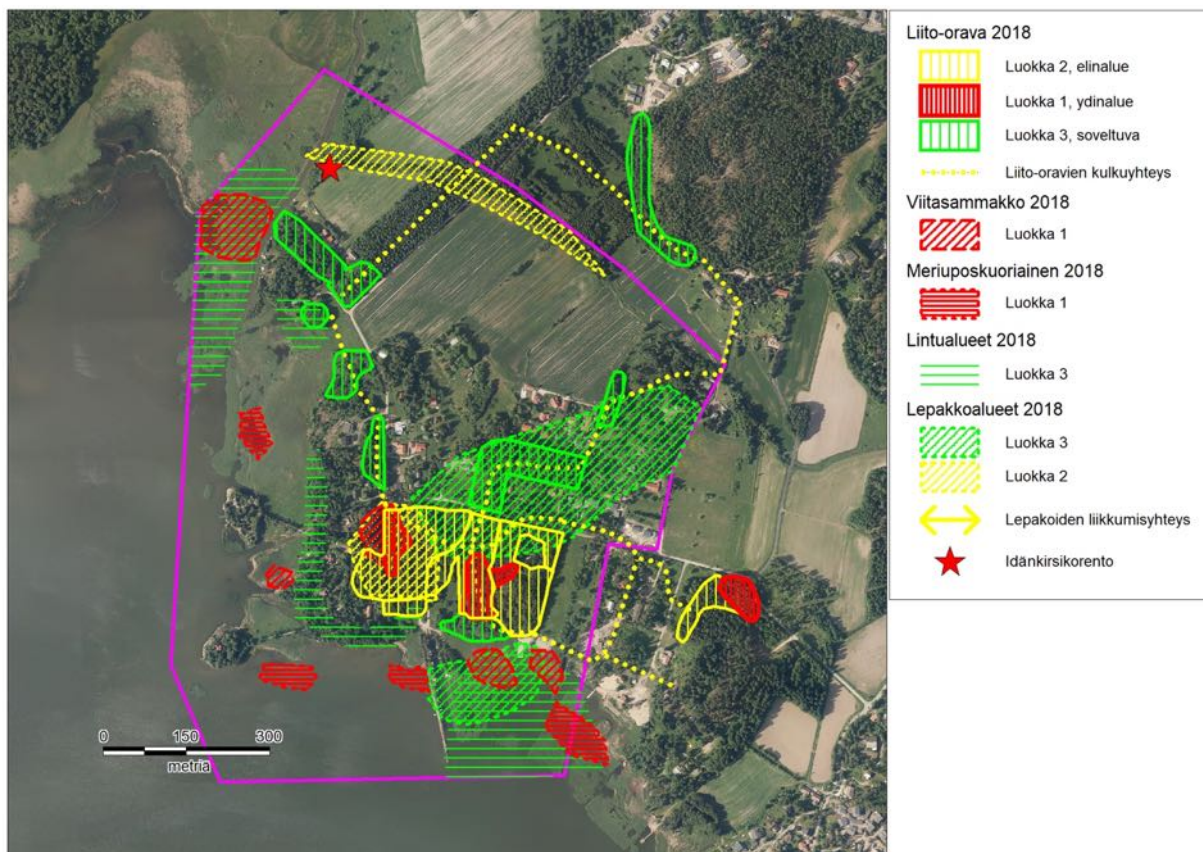 Liito-orava 2018
Luokka 2, elinalue
Luokka 1, ydinalue
Luokka 3, soveltuva
Liito-oravien kulkuyhteys
Viitasammakko 2018
Luokka 1
Meriuposkuoriainen 2018
Luokka 1
Lintualueet 2018
Luokka 3
Lepakkoalueet 2018
Luokka 3
Luokka 2
Lepakoiden liikkumisyhteys
Idänkirsikorento
0 150 300
metria